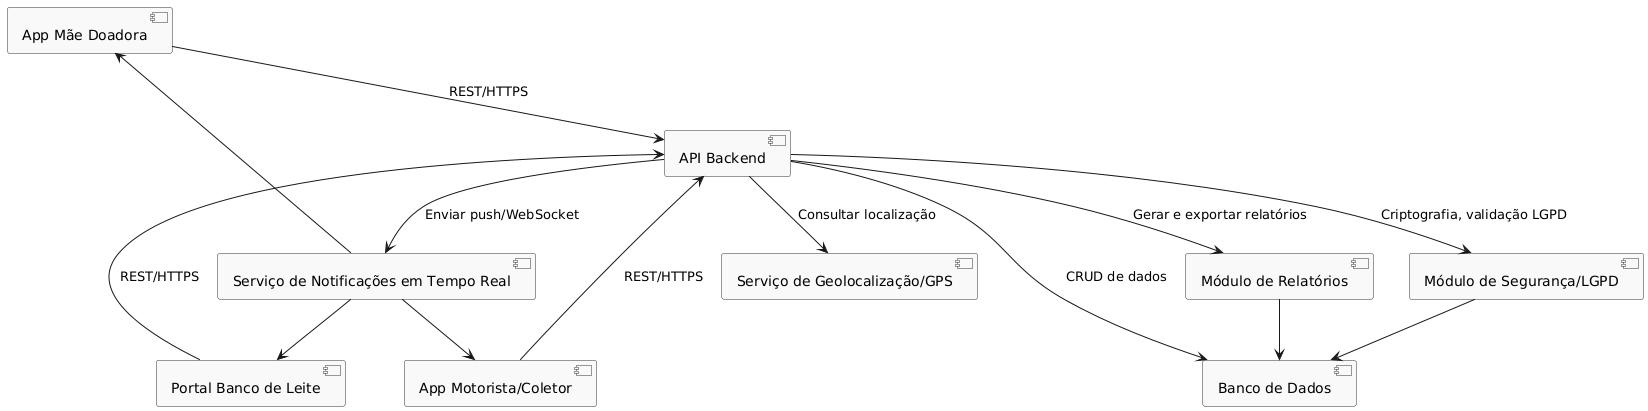 App Mãe Doadora
REST/HTTPS
API Backend
Enviar push/WebSocket
Consultar localização
Gerar e exportar relatórios
Criptografia, validação LGPD
REST/HTTPS
Serviço de Notificações em Tempo Real
REST/HTTPS
Serviço de Geolocalização/GPS
CRUD de dados
Módulo de Relatórios
Módulo de Segurança/LGPD
Portal Banco de Leite
App Motorista/Coletor
Banco de Dados